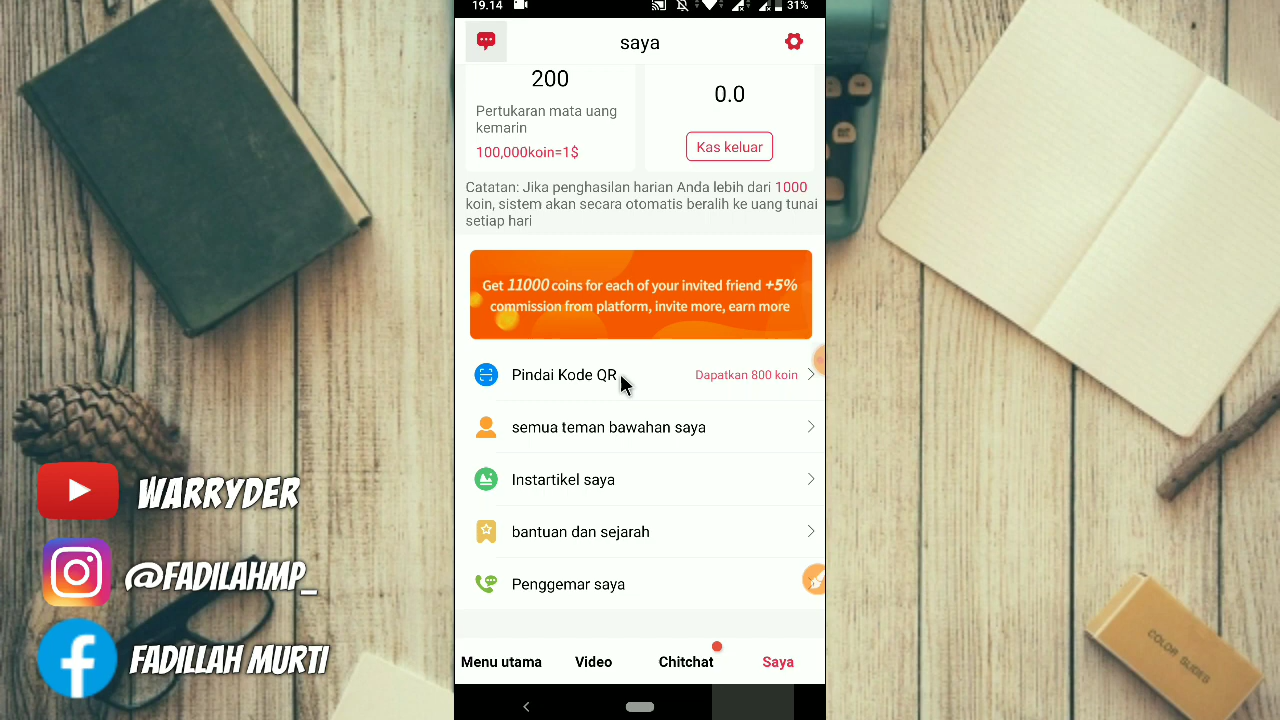 19.14
31%
saya
200
0.0
Pertukaran mata uang
kemarin
Kas keluar
100,000koin=1$
Catatan: Jika penghasilan harian Anda lebih dari 1000
koin, sistem akan secara otomatis beralih ke uang tunai
setiap hari
Get 11000 coins for each of your invited friend +5%
commission from platform, invite more, earn more
Pindai Kode QR
Dapatkan 800 koin
semua teman bawahan saya
Instartikel saya
bantuan dan sejarah
Penggemar saya
Menu utama
Video
Chitchat
Saya
WARRYDER
@FADILAHMP_
FADILLAH MURTI
COLOR GUIDES